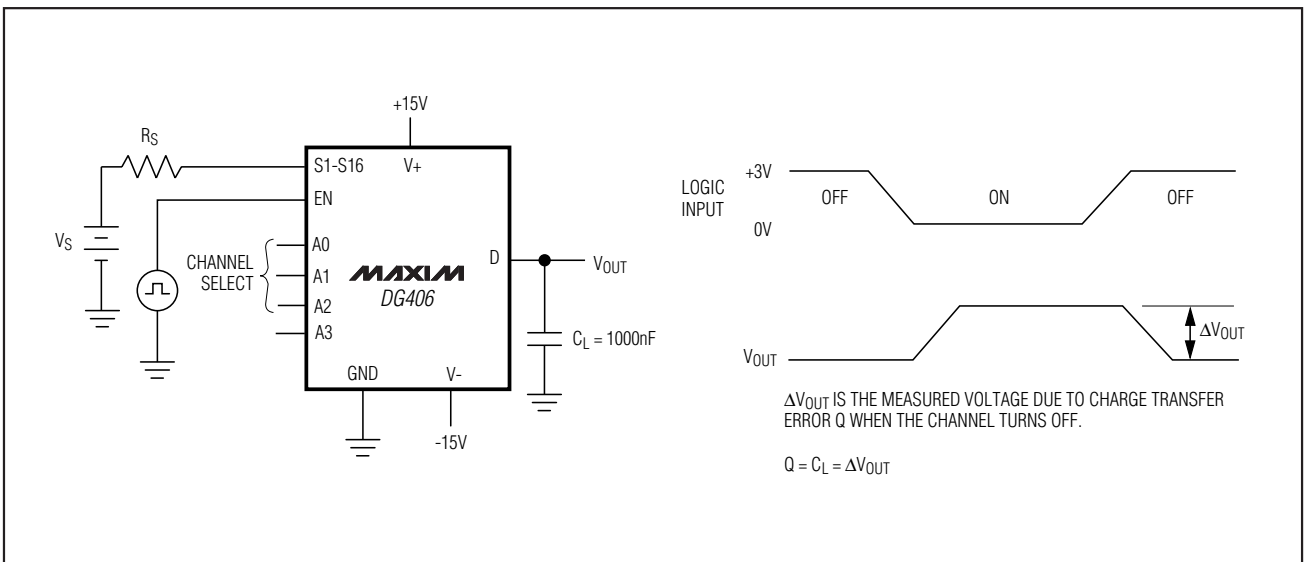 +15V
RS
S1-S16
V+
EN
VS
A0
CHANNEL
SELECT
A1
A2
A3
MAXIM
DG406
D
VOUT
CL = 1000nF
GND
V-
-15V
LOGIC
INPUT
+3V
0V
OFF
ON
OFF
VOUT
ΔVOUT
ΔVOUT IS THE MEASURED VOLTAGE DUE TO CHARGE TRANSFER
ERROR Q WHEN THE CHANNEL TURNS OFF.
Q = CL = ΔVOUT